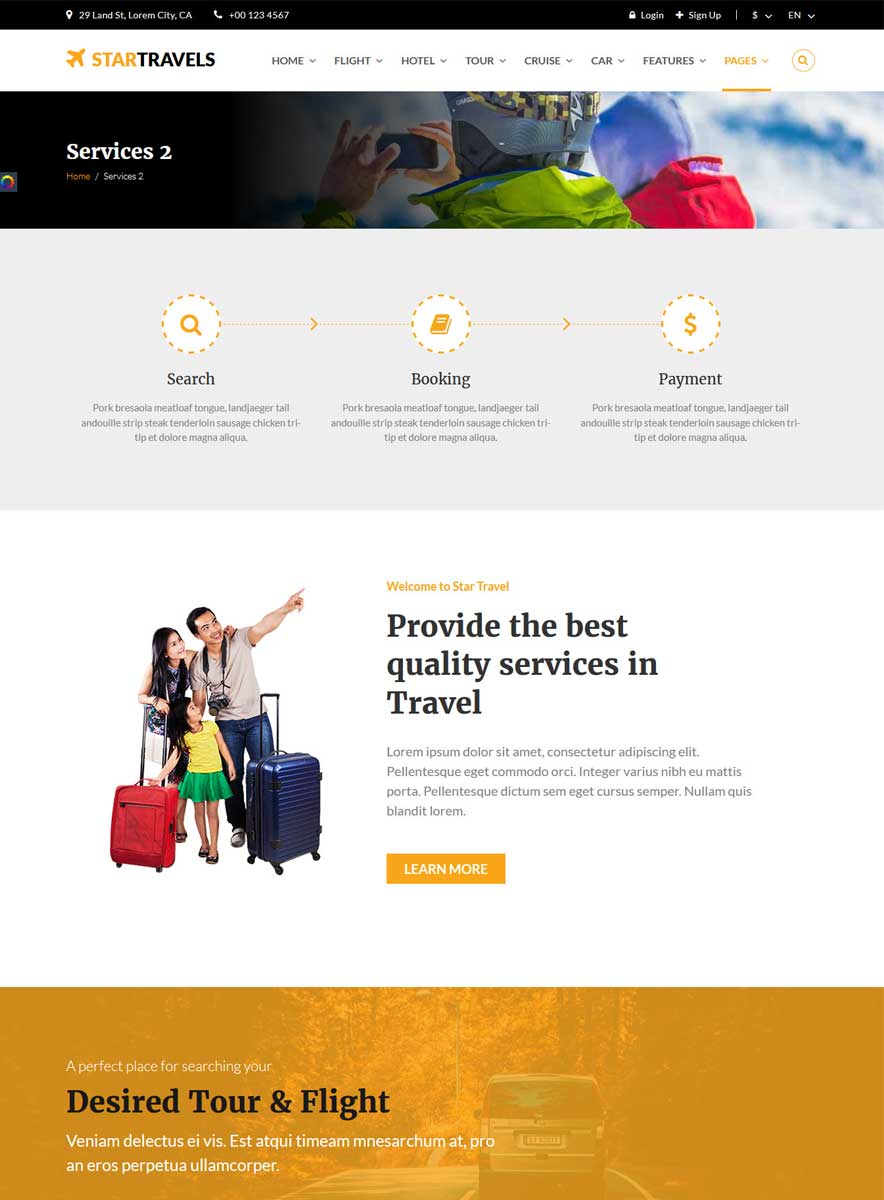 29 Land St, Lorem City, CA
+00 123 4567
Login
Sign Up
$
EN
STARTRAVELS
HOME
FLIGHT
HOTEL
TOUR
CRUISE
CAR
FEATURES
PAGES
Services 2
Home / Services 2
Search
Pork bresaola meatloaf tongue, landjaeger tail
andouille strip steak tenderloin sausage chicken tri-
tip et dolore magna aliqua.
Booking
Pork bresaola meatloaf tongue, landjaeger tail
andouille strip steak tenderloin sausage chicken tri-
tip et dolore magna aliqua.
$
Payment
Pork bresaola meatloaf tongue, landjaeger tail
andouille strip steak tenderloin sausage chicken tri-
tip et dolore magna aliqua.
Welcome to Star Travel
Provide the best
quality services in
Travel
Lorem ipsum dolor sit amet, consectetur adipiscing elit.
Pellentesque eget commodo orci. Integer varius nibh eu mattis
porta. Pellentesque dictum sem eget cursus semper. Nullam quis
blandit lorem.
LEARN MORE
A perfect place for searching your
Desired Tour & Flight
Veniam delectus ei vis. Est atqui timeam mnesarchum at, pro
an eros perpetua ullamcorper.